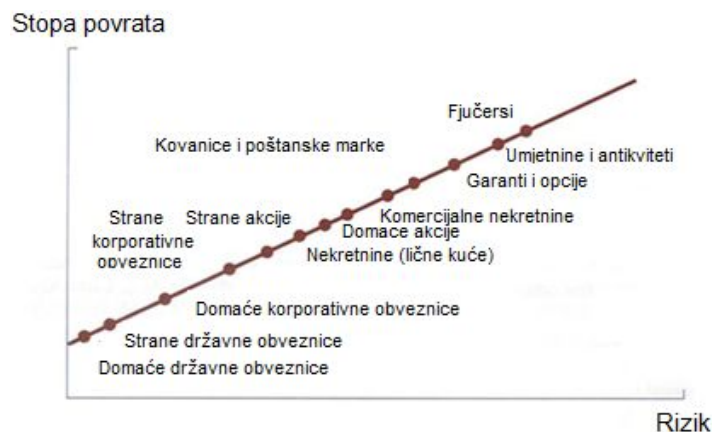 Stopa povrata
Fjučersi
Kovanice i poštanske marke
Umjetnine i antikviteti
Garanti i opcije
Strane
korporativne
obveznice
Strane akcije
Komercijalne nekretnine
Domace akcije
Nekretnine (lične kuće)
Domaće korporativne obveznice
Strane državne obveznice
Domaće državne obveznice
Rizik